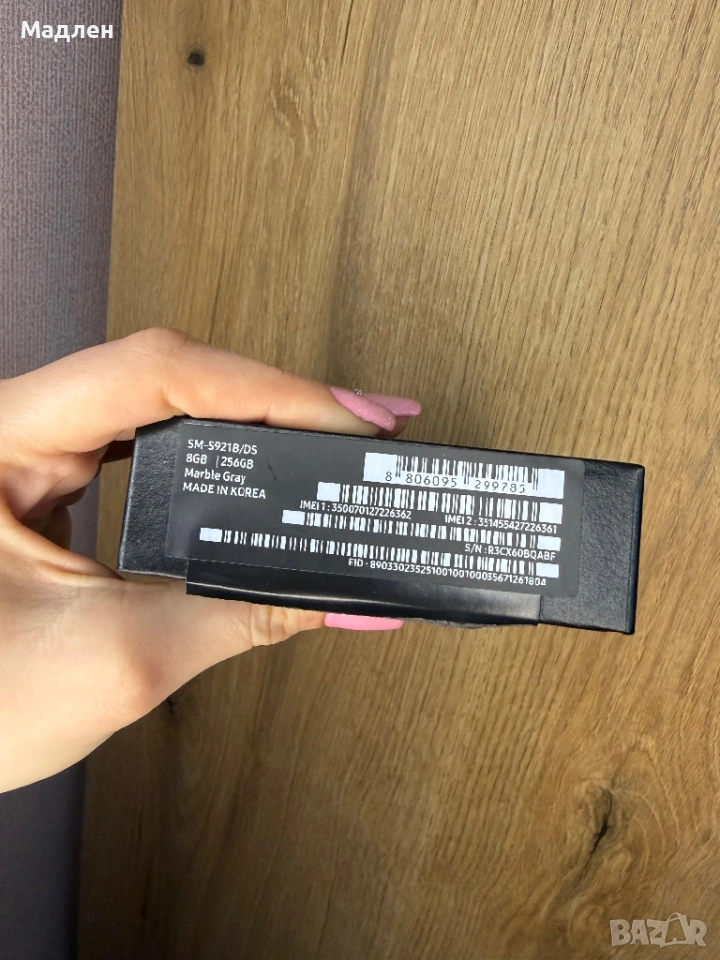 Мадлен
SM-S921B/DS
8GB | 256GB
Marble Gray
MADE IN KOREA
8 806095 299785
IMEI 1 : 350070127226362
IMEI 2 : 351455427226361
S/N : R3CX60BQABF
EID - 89033023525100100100035671261804
BAZAR